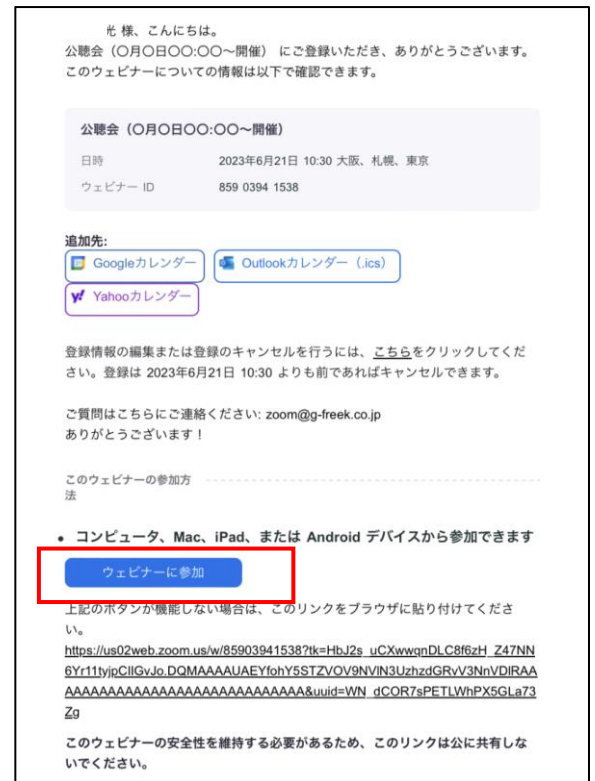 光 様、こんにちは。
公聴会（〇月〇日〇〇:〇〇～開催） にご登録いただき、ありがとうございます。
このウェビナーについての情報は以下で確認できます。
公聴会（〇月〇日〇〇:〇〇～開催）
日時 2023年6月21日 10:30 大阪、札幌、東京
ウェビナー ID 859 0394 1538
追加先:
Googleカレンダー Outlookカレンダー（.ics）
Yahooカレンダー
登録情報の編集または登録のキャンセルを行うには、こちらをクリックしてくだ
さい。登録は 2023年6月21日 10:30 よりも前であればキャンセルできます。
ご質問はこちらにご連絡ください: zoom@g-freek.co.jp
ありがとうございます！
このウェビナーの参加方
法
• コンピュータ、Mac、iPad、または Android デバイスから参加できます
ウェビナーに参加
上記のボタンが機能しない場合は、このリンクをブラウザに貼り付けてくださ
い。
https://us02web.zoom.us/w/85903941538?tk=HbJ2s_uCXwwqnDLC8f6zH_Z47NN
6Yr11tyjpCIlGvJo.DQMAAAAUAEYfohY5STZVOV9NVlN3UzhzdGRvV3NnVDlRAA
AAAAAAAAAAAAAAAAAAAAAAAAAAAA&uuid=WN_dCOR7sPETLWhPX5GLa73
Zg
このウェビナーの安全性を維持する必要があるため、このリンクは公に共有しな
いでください。